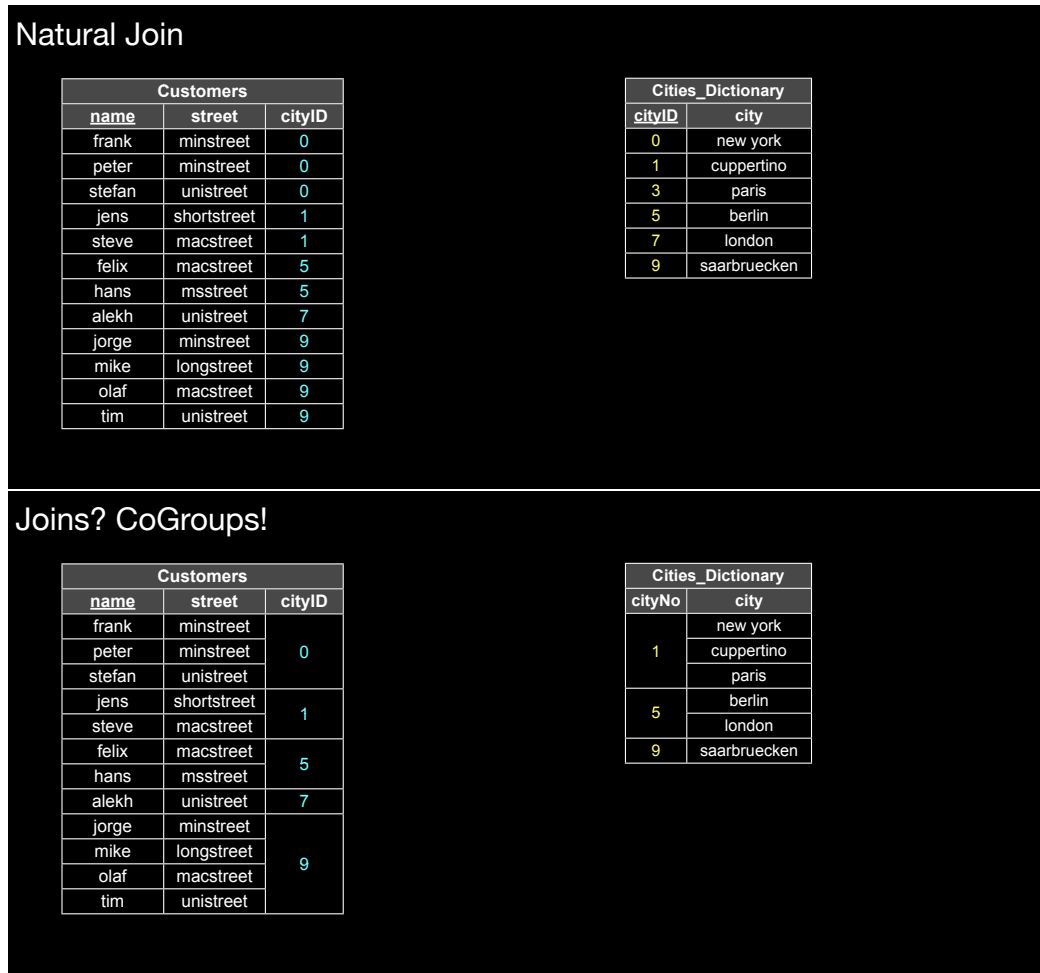 Natural Join
Customers
name street cityID
frank minstreet 0
peter minstreet 0
stefan unistreet 0
jens shortstreet 1
steve macstreet 1
felix macstreet 5
hans msstreet 5
alekh unistreet 7
jorge minstreet 9
mike longstreet 9
olaf macstreet 9
tim unistreet 9
Cities_Dictionary
cityID city
0 new york
1 cuppertino
3 paris
5 berlin
7 london
9 saarbruecken
Joins? CoGroups!
Customers
name street cityID
frank minstreet
peter minstreet 0
stefan unistreet
jens shortstreet
1
steve macstreet
felix macstreet
5
hans msstreet
alekh unistreet 7
jorge minstreet
mike longstreet
9
olaf macstreet
tim unistreet
Cities_Dictionary
cityNo city
new york
1 cuppertino
paris
berlin
5
london
9 saarbruecken